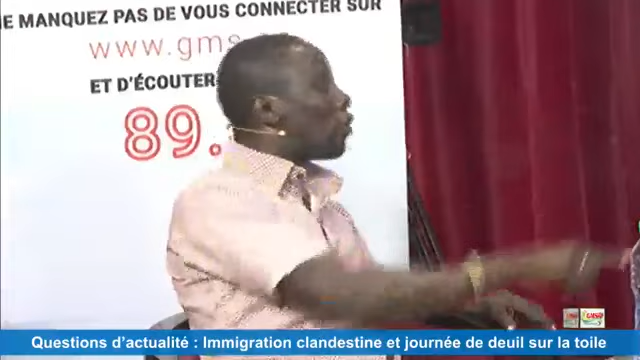 NE MANQUEZ PAS DE VOUS CONNECTER SUR
www.gms
ET D'ÉCOUTER
89.
Questions d'actualité : Immigration clandestine et journée de deuil sur la toile